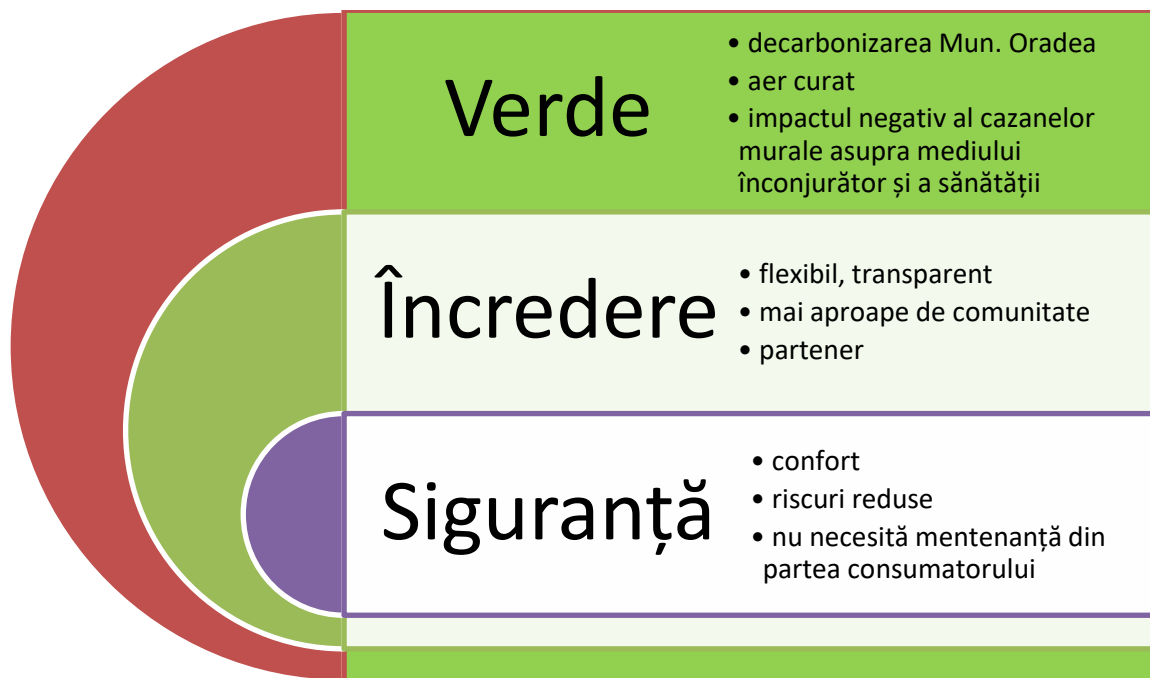 Verde
• decarbonizarea Mun. Oradea
• aer curat
• impactul negativ al cazanelor
murale asupra mediului
înconjurător și a sănătății
Încredere
• flexibil, transparent
• mai aproape de comunitate
• partener
Siguranță
• confort
• riscuri reduse
• nu necesită mentenanță din
partea consumatorului